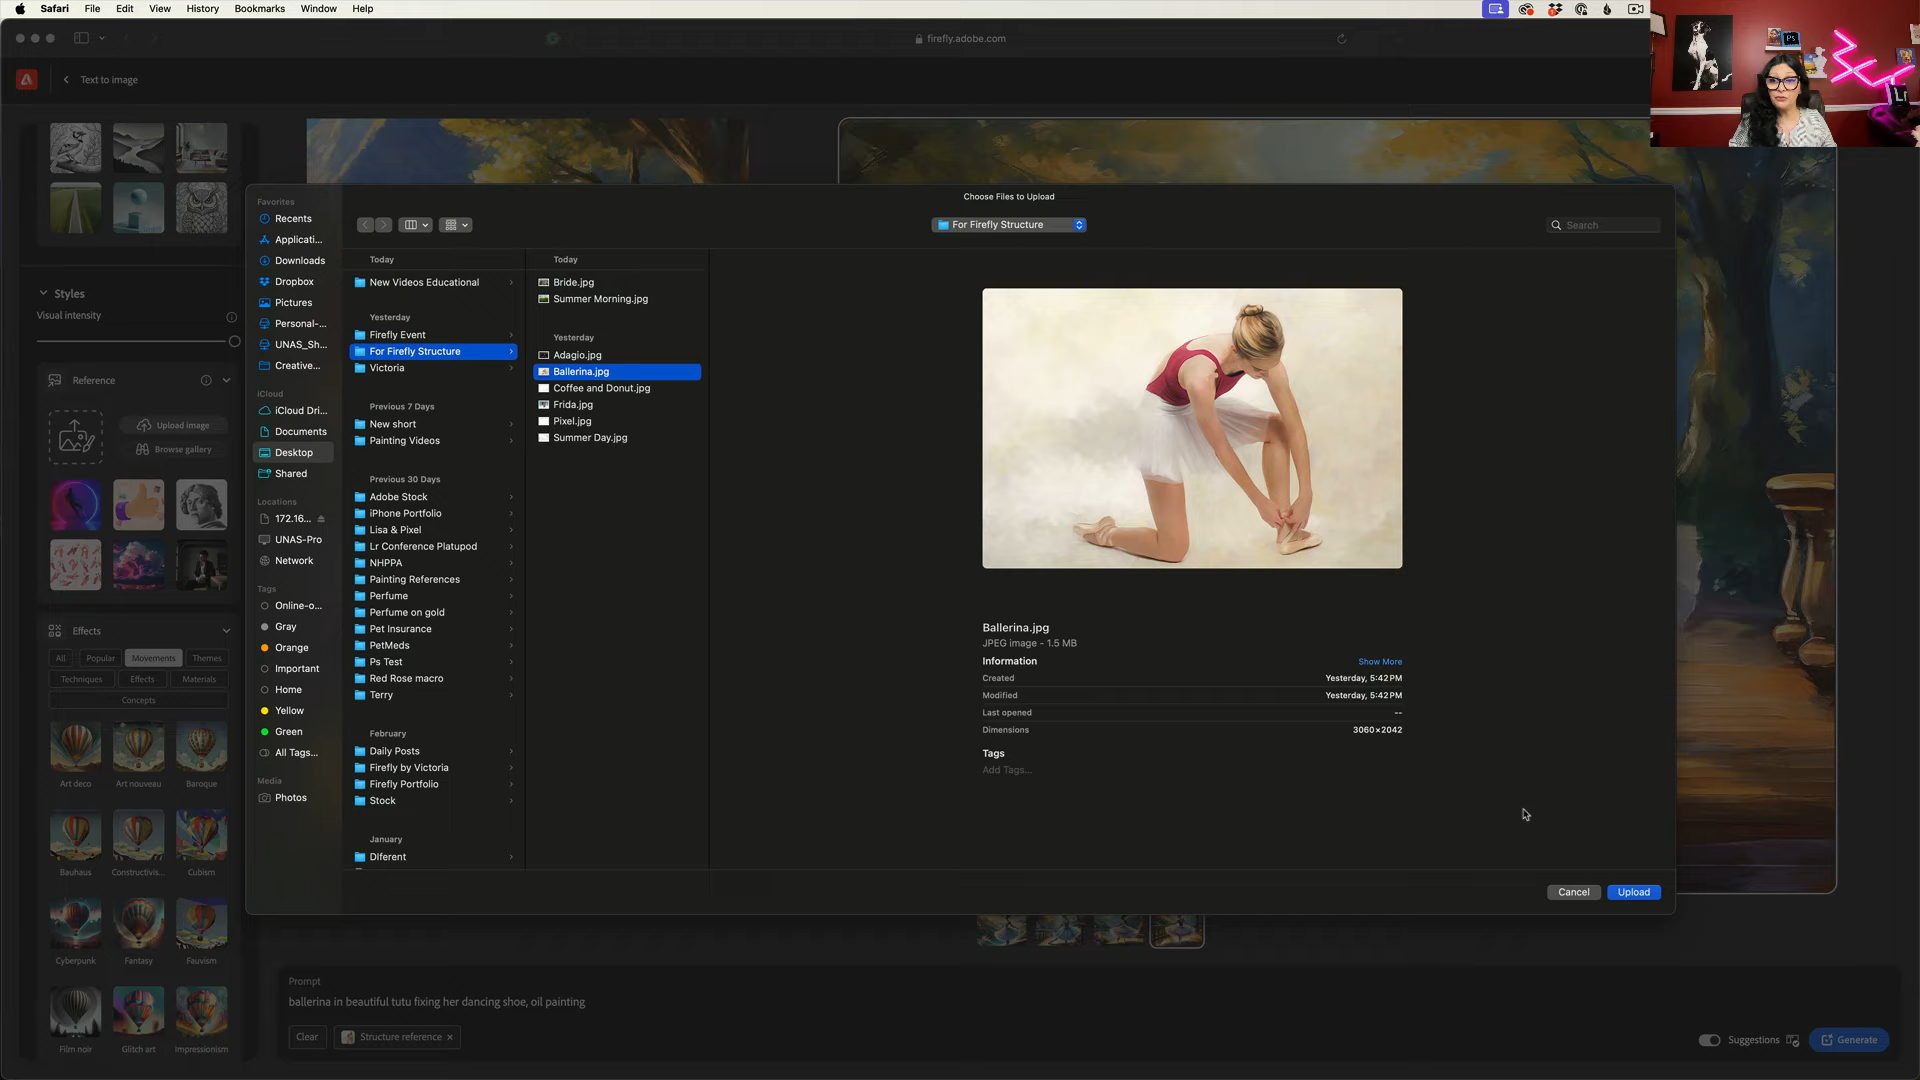 Safari File Edit View History Bookmarks Window Help
firefly.adobe.com
Text to image
Choose Files to Upload
Favorites
Recents
Applicati...
Downloads
Dropbox
Pictures
Personal-...
UNAS_Sh...
Creative...
iCloud
iCloud Dri...
Documents
Desktop
Shared
Locations
172.16...
UNAS-Pro
Network
Tags
Online-o...
Gray
Orange
Important
Home
Yellow
Green
All Tags...
Media
Photos
For Firefly Structure
Search
Today
New Videos Educational
Yesterday
Firefly Event
For Firefly Structure
Victoria
Previous 7 Days
New short
Painting Videos
Previous 30 Days
Adobe Stock
iPhone Portfolio
Lisa & Pixel
Lr Conference Platupod
NHPPA
Painting References
Perfume
Perfume on gold
Pet Insurance
PetMeds
Ps Test
Red Rose macro
Terry
February
Daily Posts
Firefly by Victoria
Firefly Portfolio
Stock
January
DIferent
Today
Bride.jpg
Summer Morning.jpg
Yesterday
Adagio.jpg
Ballerina.jpg
Coffee and Donut.jpg
Frida.jpg
Pixel.jpg
Summer Day.jpg
Ballerina.jpg
JPEG image - 1.5 MB
Information Show More
Created Yesterday, 5:42 PM
Modified Yesterday, 5:42 PM
Last opened --
Dimensions 3060×2042
Tags
Add Tags...
Cancel Upload
Styles
Visual intensity
Reference
Upload image
Browse gallery
Effects
All Popular Movements Themes
Techniques Effects Materials
Concepts
Art deco Art nouveau Baroque
Bauhaus Constructivis... Cubism
Cyberpunk Fantasy Fauvism
Film noir Glitch art Impressionism
Prompt
ballerina in beautiful tutu fixing her dancing shoe, oil painting
Clear Structure reference
Suggestions Generate
Ps
Lr